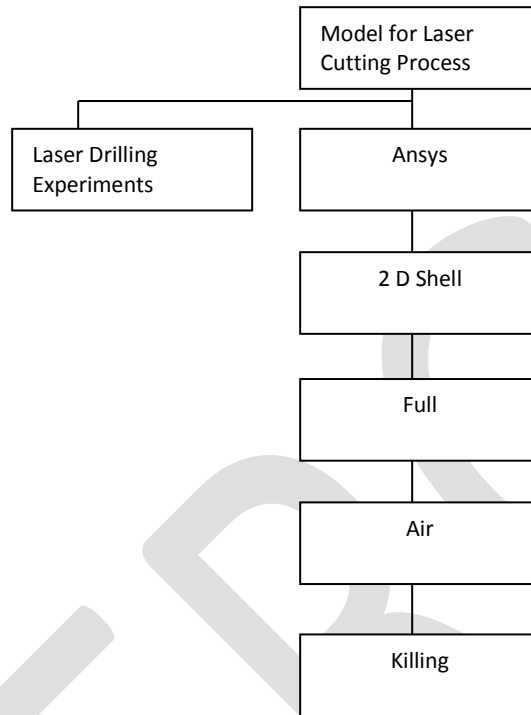 Model for Laser
Cutting Process
Laser Drilling
Experiments
Ansys
2 D Shell
Full
Air
Killing